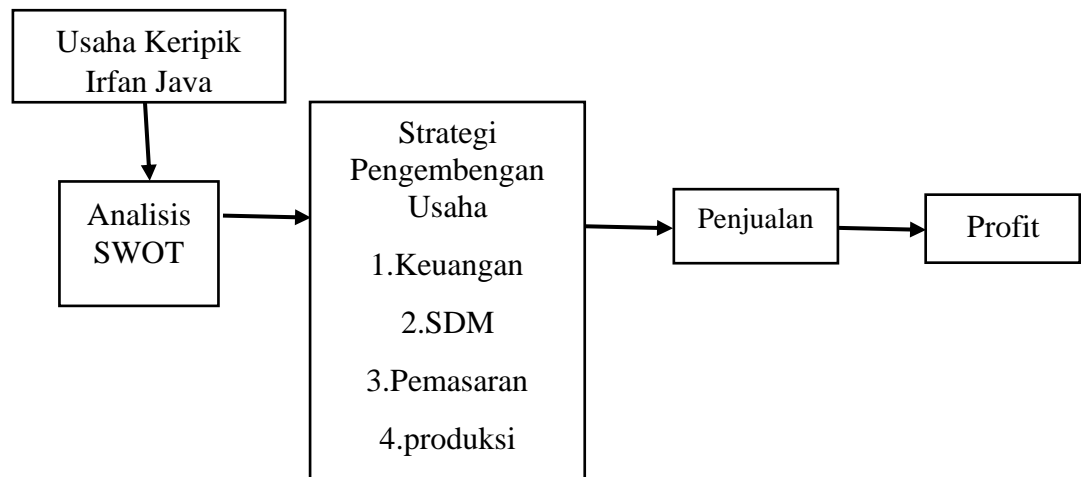 Usaha Keripik
Irfan Java
Analisis
SWOT
Strategi
Pengembengan
Usaha
1.Keuangan
2.SDM
3.Pemasaran
4.produksi
Penjualan
Profit